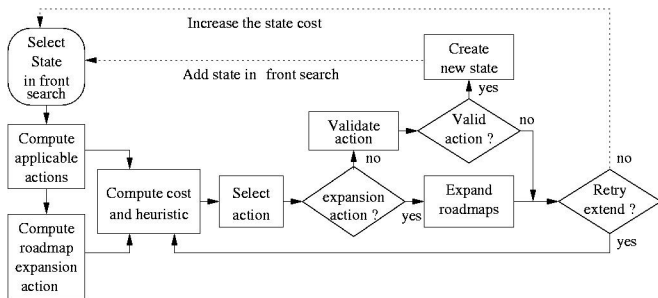 Increase the state cost
Select
State
in front
search
Add state in front search
Create
new state
yes
Compute
applicable
actions
Validate
action
Valid
action ?
no
no
no
Compute cost
and heuristic
Select
action
expansion
action ?
yes
Expand
roadmaps
Retry
extend ?
yes
Compute
roadmap
expansion
action